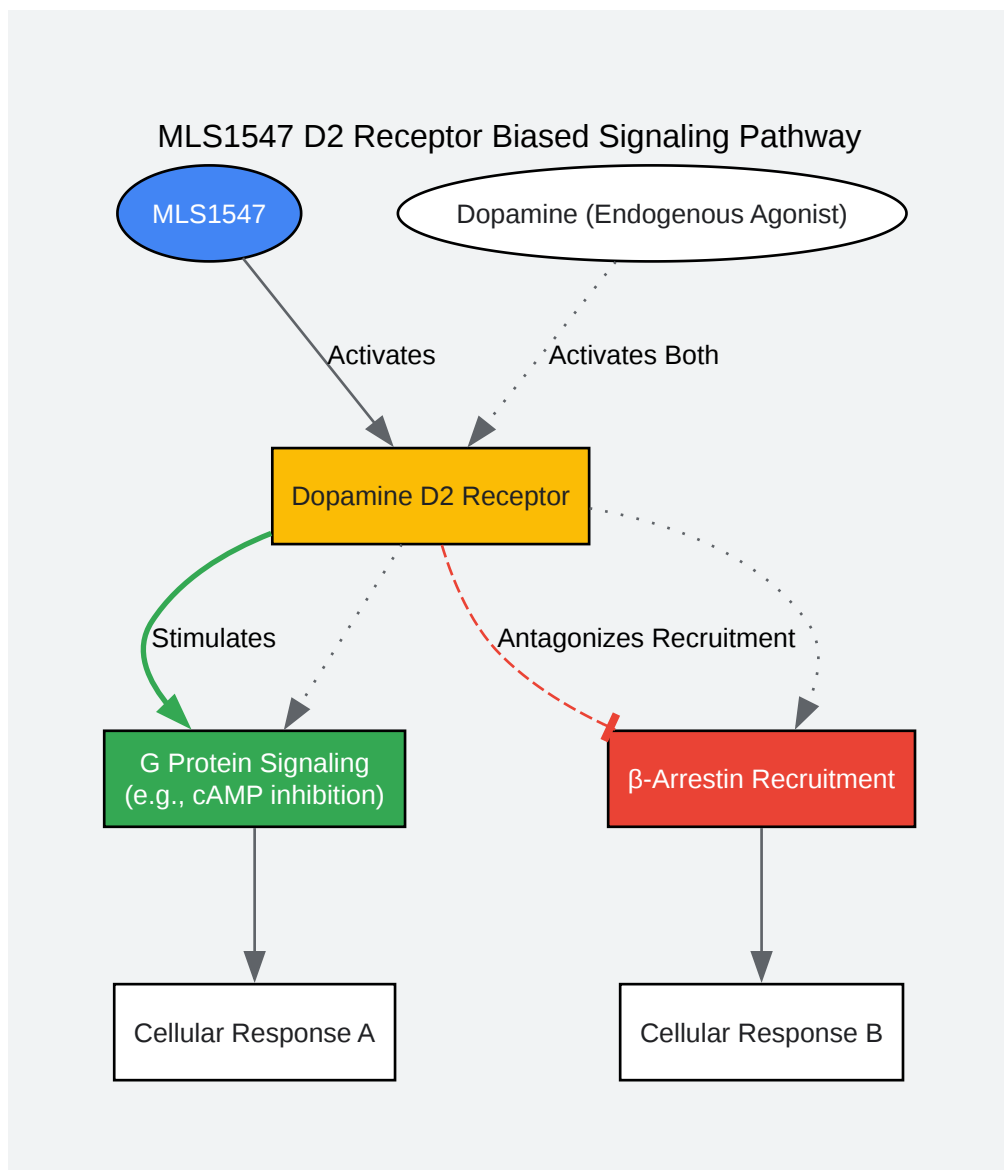 MLS1547 D2 Receptor Biased Signaling Pathway
MLS1547
Dopamine (Endogenous Agonist)
Activates
Activates Both
Dopamine D2 Receptor
Stimulates
Antagonizes Recruitment
G Protein Signaling
(e.g., cAMP inhibition)
β-Arrestin Recruitment
Cellular Response A
Cellular Response B